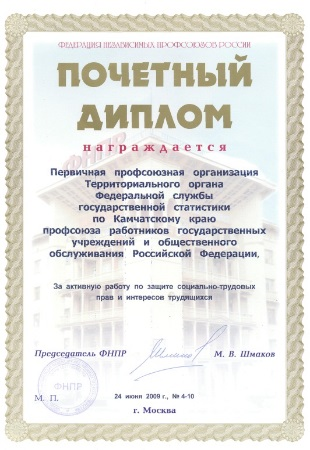 ФЕДЕРАЦИЯ НЕЗАВИСИМЫХ ПРОФСОЮЗОВ РОССИИ
ПОЧЕТНЫЙ
ДИПЛОМ
награждается
Первичная профсоюзная организация
Территориального органа
Федеральной службы
государственной статистики
по Камчатскому краю
профсоюза работников государственных
учреждений и общественного
обслуживания Российской Федерации,
За активную работу по защите социально-трудовых
прав и интересов трудящихся
Председатель ФНПР М. В. Шмаков
ФНПР
М. П. 24 июня 2009 г., № 4-10
г. Москва